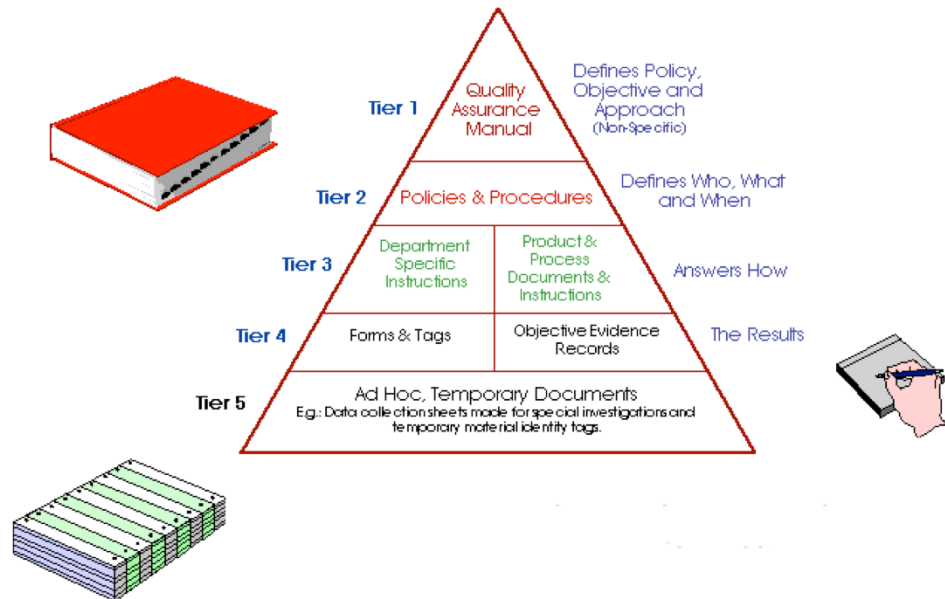 Tier 1
Quality
Assurance
Manual
Defines Policy,
Objective and
Approach
(Non-Specific)
Tier 2
Policies & Procedures
Defines Who, What
and When
Tier 3
Department
Specific
Instructions
Product &
Process
Documents &
Instructions
Answers How
Tier 4
Forms & Tags
Objective Evidence
Records
The Results
Tier 5
Ad Hoc, Temporary Documents
E.g.: Data collection sheets made for special investigations and
temporary material identity tags.